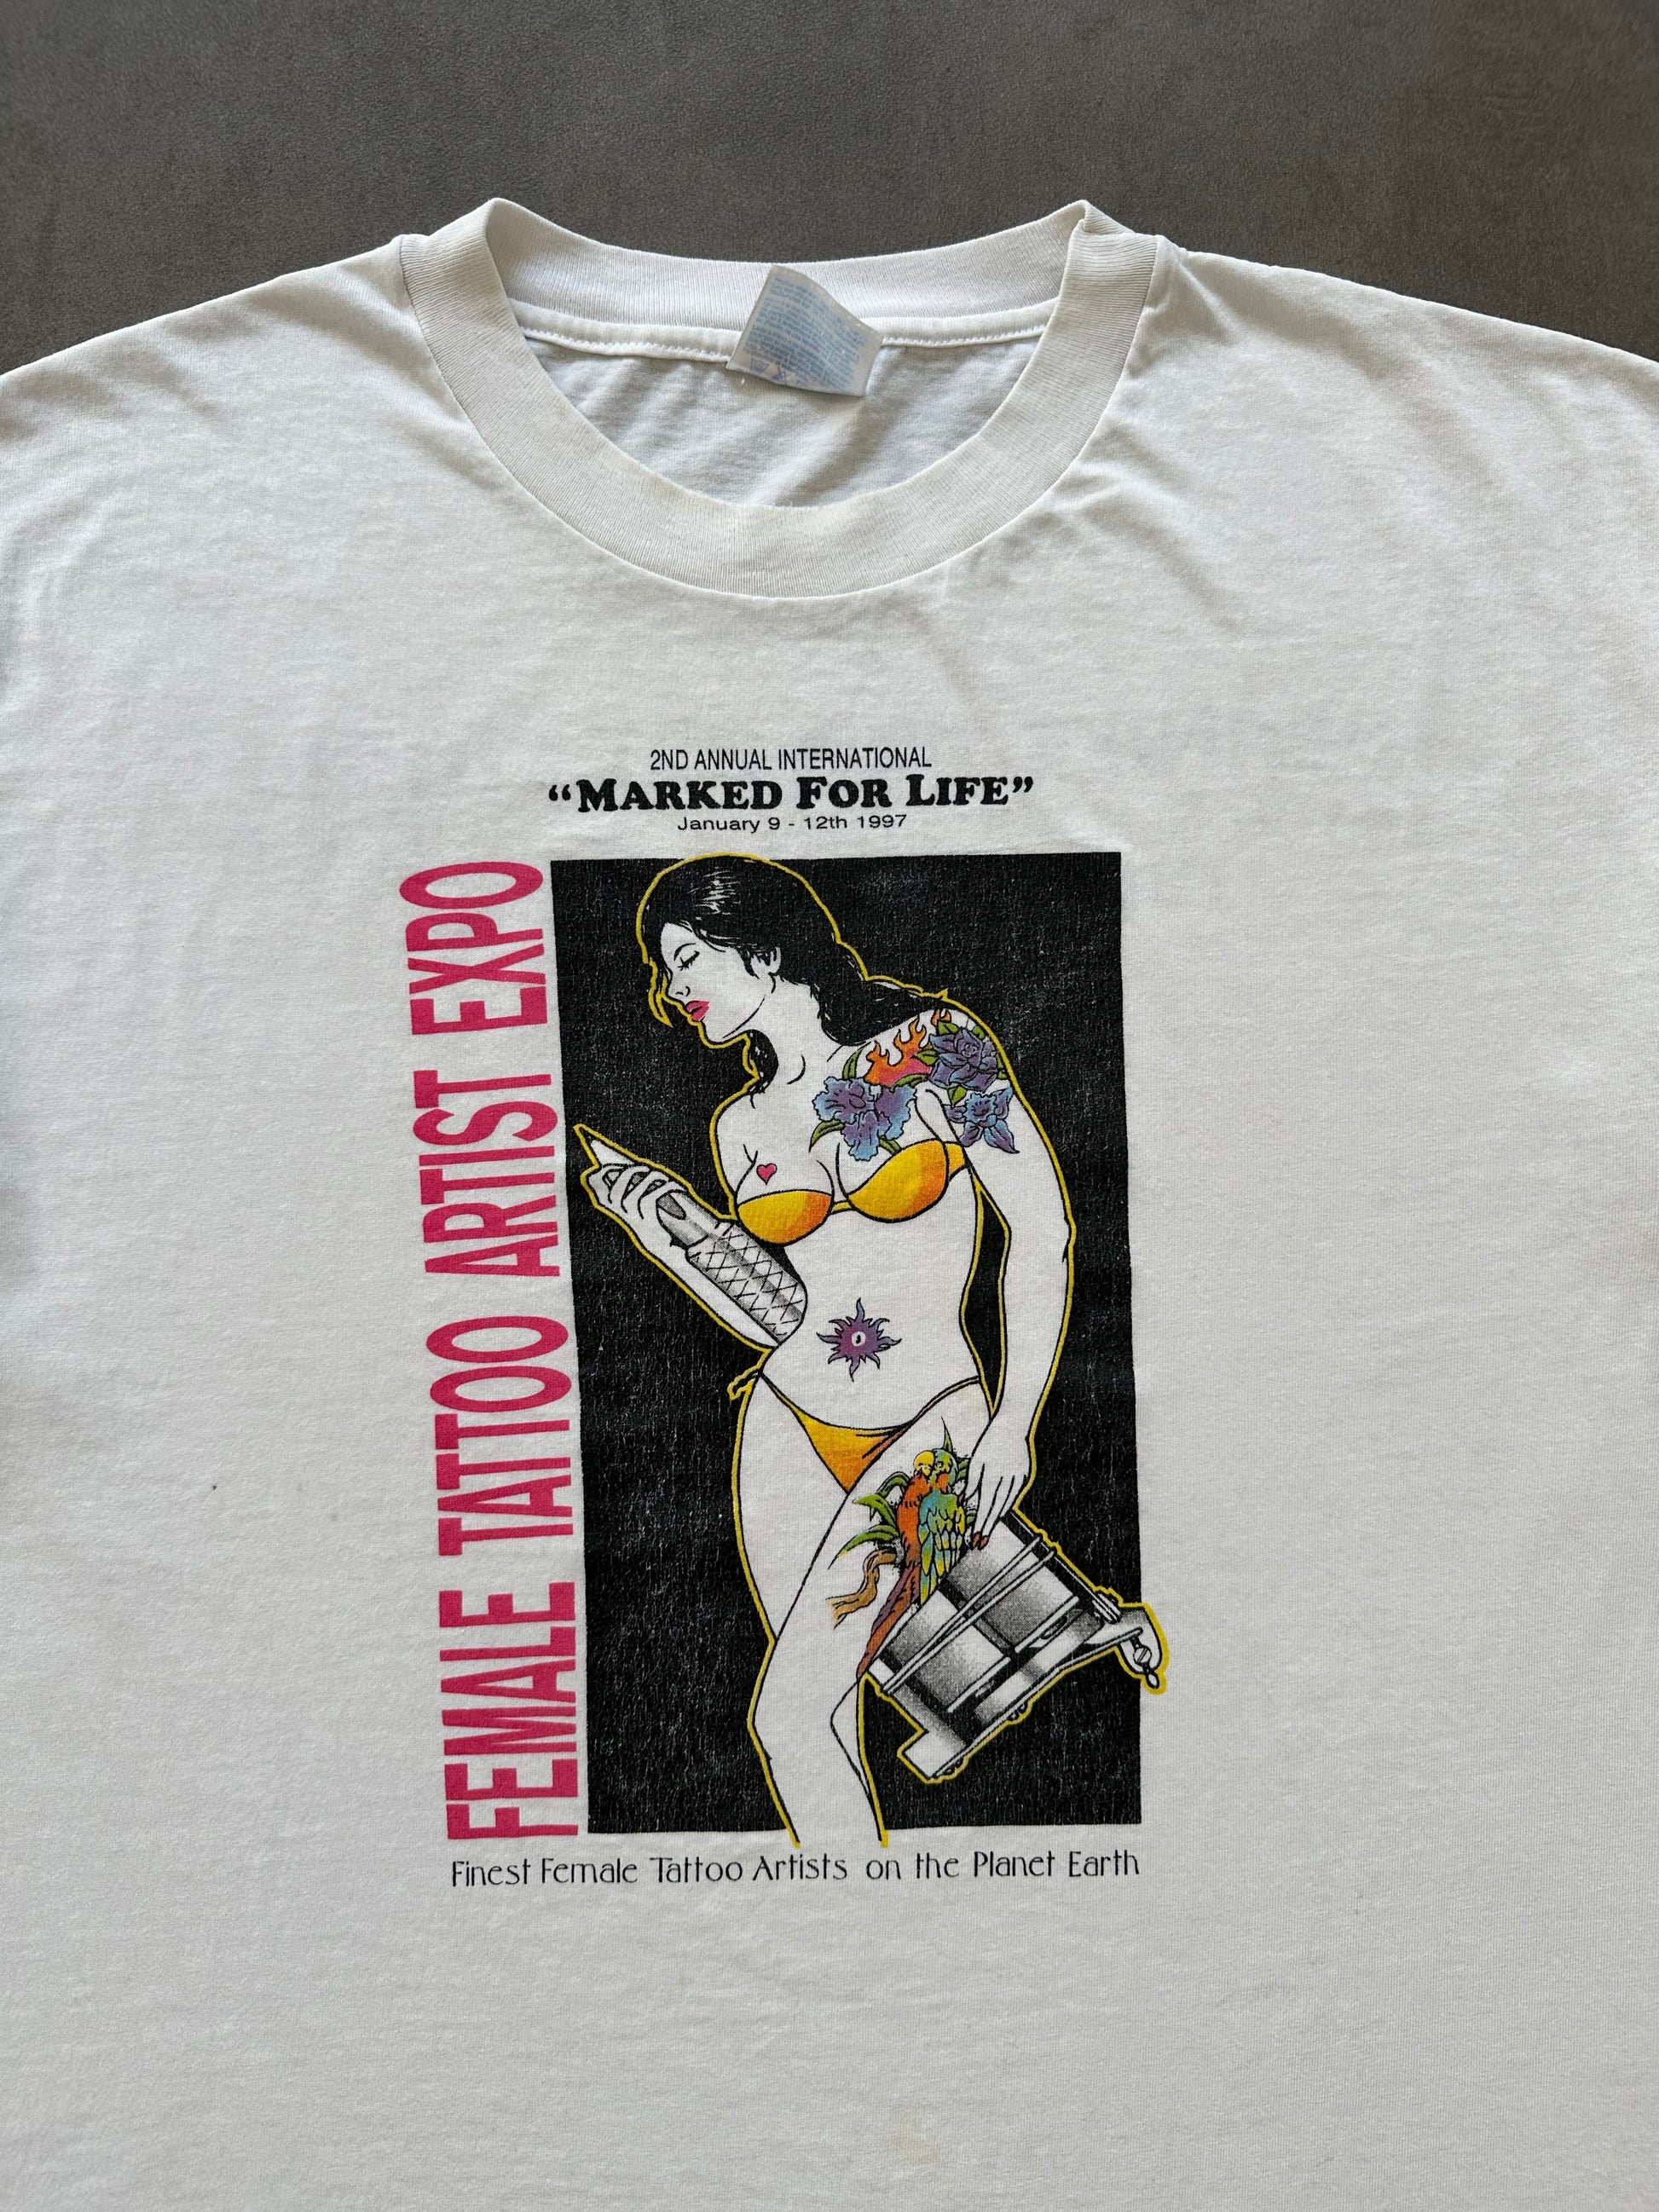 2ND ANNUAL INTERNATIONAL
“MARKED FOR LIFE”
January 9 - 12th 1997
FEMALE TATTOO ARTIST EXPO
Finest Female Tattoo Artists on the Planet Earth